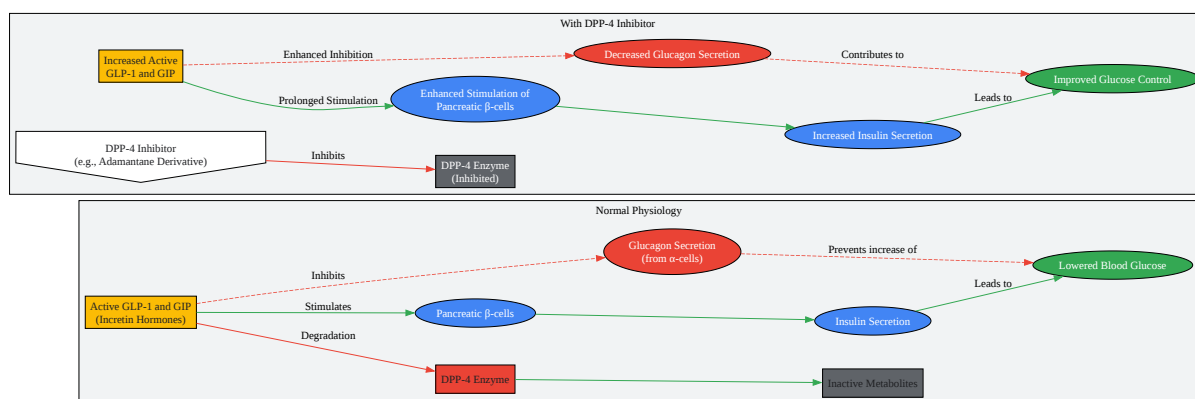 With DPP-4 Inhibitor
Increased Active
GLP-1 and GIP
Enhanced Inhibition
Decreased Glucagon Secretion
Contributes to
Improved Glucose Control
Prolonged Stimulation
Enhanced Stimulation of
Pancreatic β-cells
Increased Insulin Secretion
Leads to
DPP-4 Inhibitor
(e.g., Adamantane Derivative)
Inhibits
DPP-4 Enzyme
(Inhibited)
Normal Physiology
Active GLP-1 and GIP
(Incretin Hormones)
Inhibits
Glucagon Secretion
(from α-cells)
Prevents increase of
Lowered Blood Glucose
Stimulates
Pancreatic β-cells
Insulin Secretion
Leads to
Degradation
DPP-4 Enzyme
Inactive Metabolites